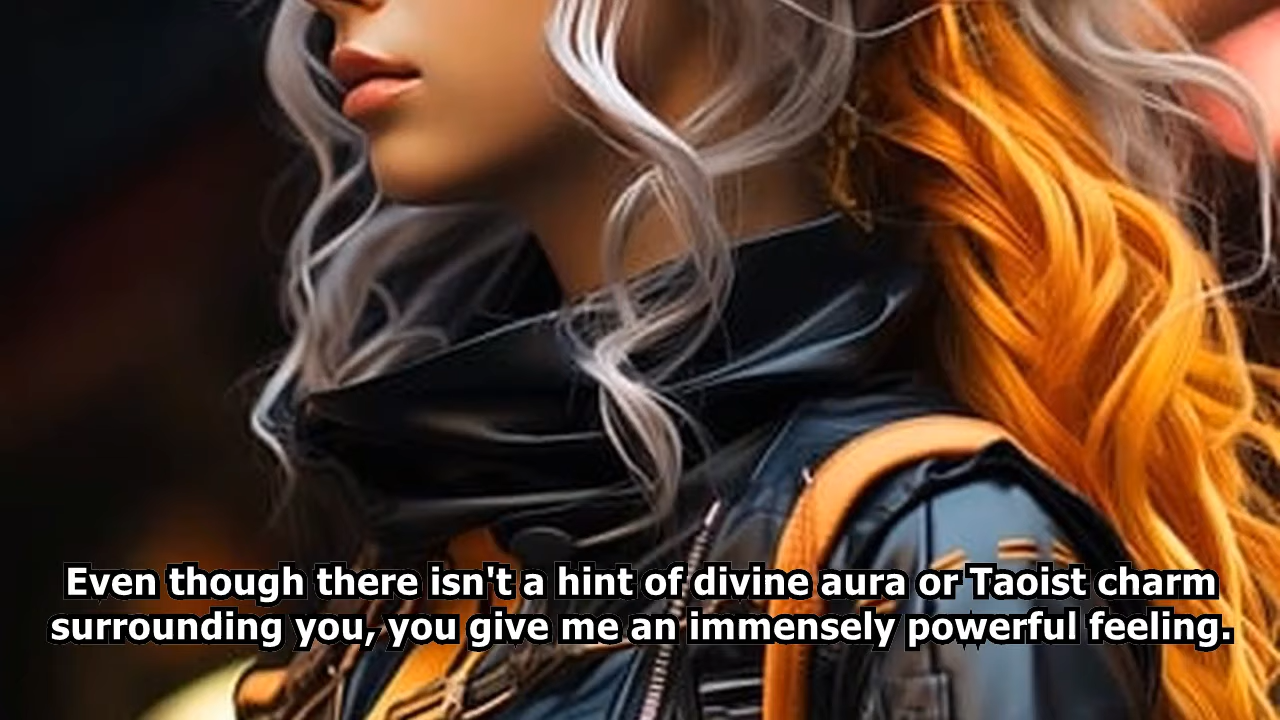 Even though there isn't a hint of divine aura or Taoist charm
surrounding you, you give me an immensely powerful feeling.